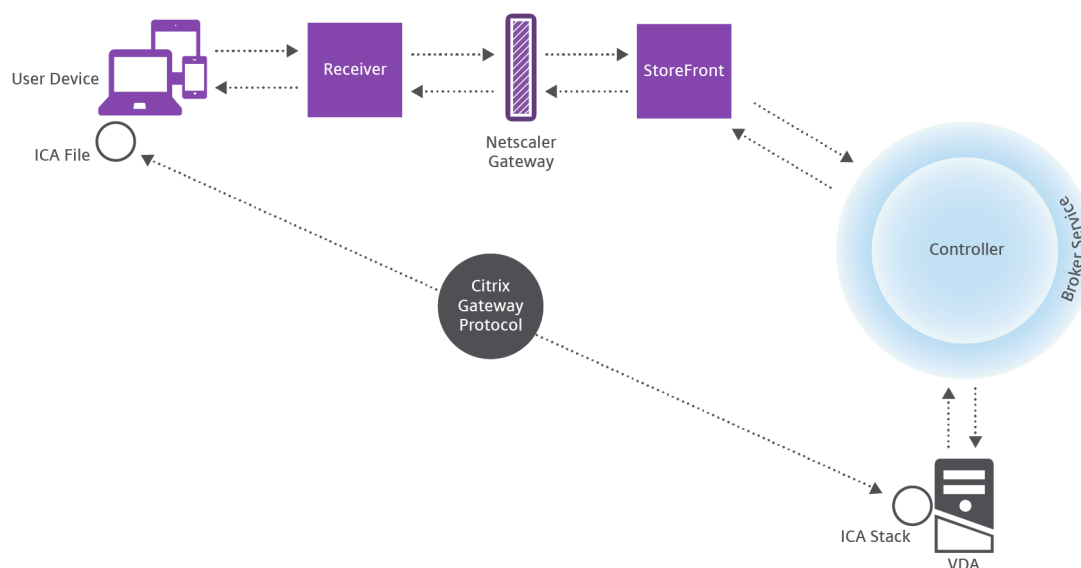 User Device
Receiver
StoreFront
Netscaler
Gateway
ICA File
Controller
Broker Service
Citrix
Gateway
Protocol
ICA Stack
VDA